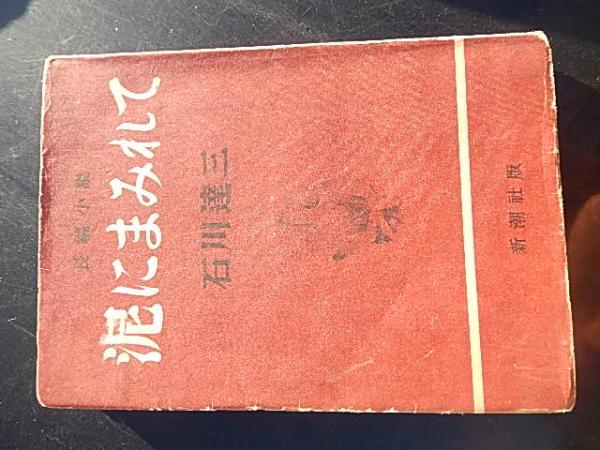 長編小説
泥にまみれて
石川達三
新潮社版